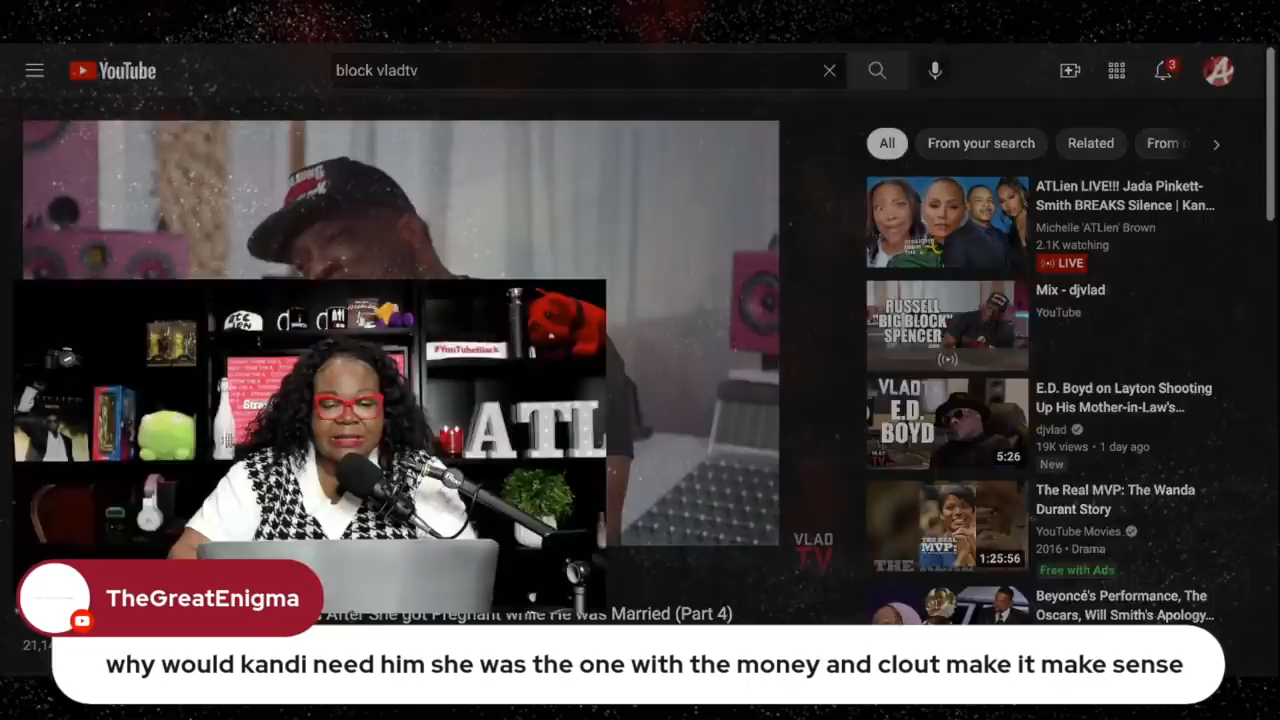 YouTube
block vladtv
3
All
From your search
Related
From
ATLien LIVE!!! Jada Pinkett-
Smith BREAKS Silence | Kan...
Michelle 'ATLien' Brown
2.1K watching
LIVE
RUSSELL
"BIG BLOCK"
SPENCER
Mix - djvlad
YouTube
VLAD
E.D.
BOYD
5:26
E.D. Boyd on Layton Shooting
Up His Mother-in-Law's...
djvlad
19K views • 1 day ago
New
THE REAL
MVP:
1:25:56
The Real MVP: The Wanda
Durant Story
YouTube Movies
2016 • Drama
Free with Ads
Beyoncé's Performance, The
Oscars, Will Smith's Apology...
#YouTubeBlack
ATL
VLAD
TV
After She got Pregnant while He was Married (Part 4)
TheGreatEnigma
why would kandi need him she was the one with the money and clout make it make sense